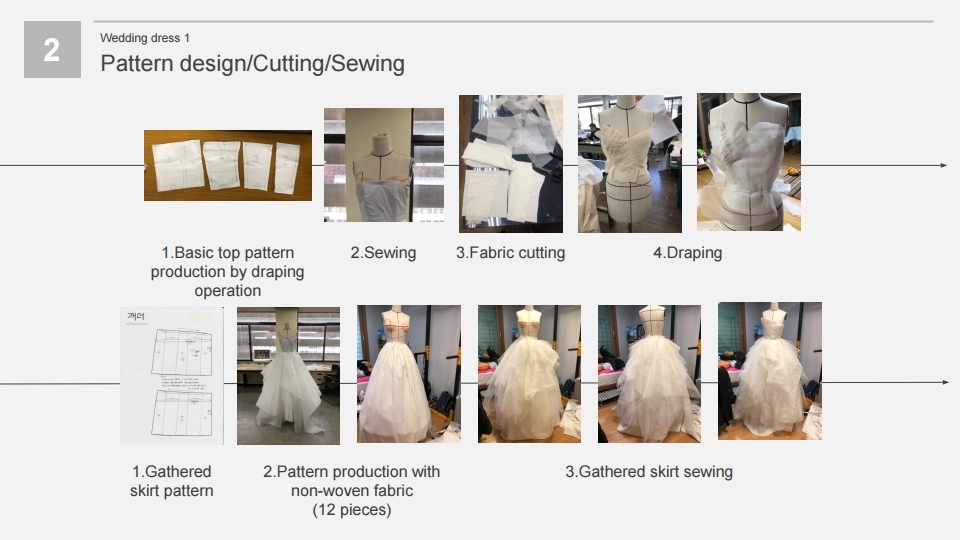 2
Wedding dress 1
Pattern design/Cutting/Sewing
1.Basic top pattern
production by draping
operation
2.Sewing
3.Fabric cutting
4.Draping
개더
1.Gathered
skirt pattern
2.Pattern production with
non-woven fabric
(12 pieces)
3.Gathered skirt sewing